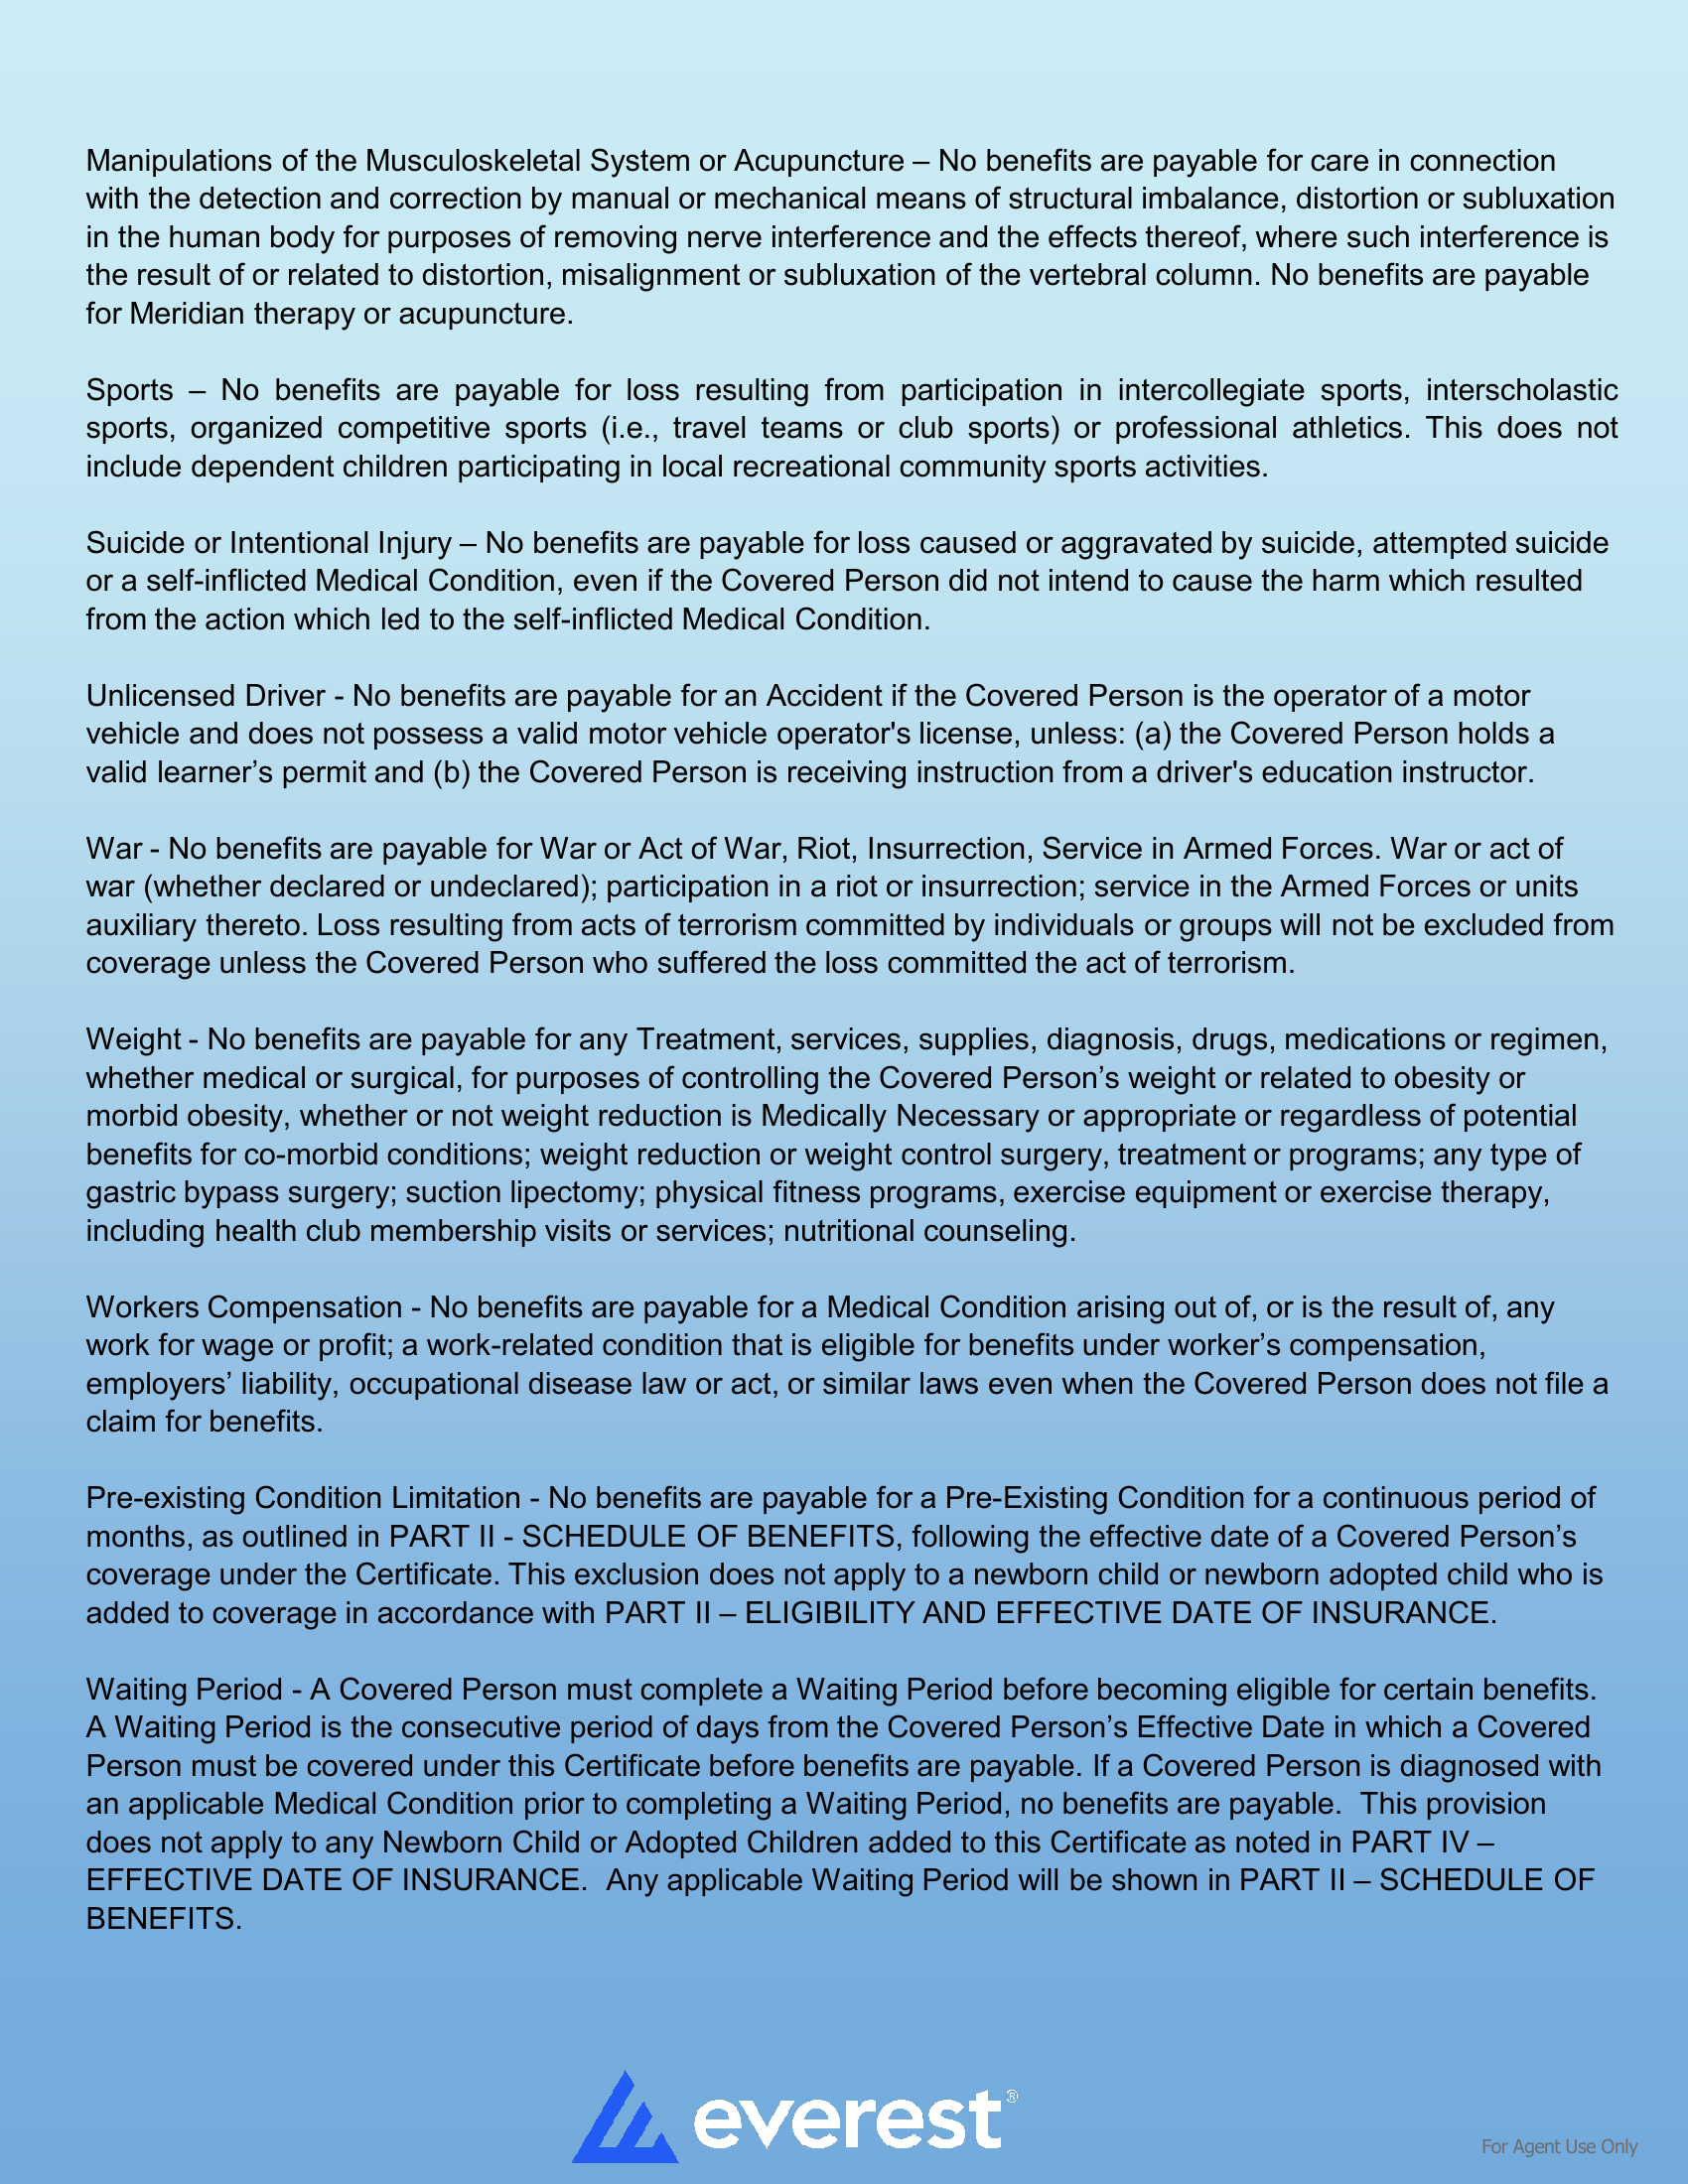 Manipulations of the Musculoskeletal System or Acupuncture – No benefits are payable for care in connection
with the detection and correction by manual or mechanical means of structural imbalance, distortion or subluxation
in the human body for purposes of removing nerve interference and the effects thereof, where such interference is
the result of or related to distortion, misalignment or subluxation of the vertebral column. No benefits are payable
for Meridian therapy or acupuncture.
Sports – No benefits are payable for loss resulting from participation in intercollegiate sports, interscholastic
sports, organized competitive sports (i.e., travel teams or club sports) or professional athletics. This does not
include dependent children participating in local recreational community sports activities.
Suicide or Intentional Injury – No benefits are payable for loss caused or aggravated by suicide, attempted suicide
or a self-inflicted Medical Condition, even if the Covered Person did not intend to cause the harm which resulted
from the action which led to the self-inflicted Medical Condition.
Unlicensed Driver - No benefits are payable for an Accident if the Covered Person is the operator of a motor
vehicle and does not possess a valid motor vehicle operator's license, unless: (a) the Covered Person holds a
valid learner’s permit and (b) the Covered Person is receiving instruction from a driver's education instructor.
War - No benefits are payable for War or Act of War, Riot, Insurrection, Service in Armed Forces. War or act of
war (whether declared or undeclared); participation in a riot or insurrection; service in the Armed Forces or units
auxiliary thereto. Loss resulting from acts of terrorism committed by individuals or groups will not be excluded from
coverage unless the Covered Person who suffered the loss committed the act of terrorism.
Weight - No benefits are payable for any Treatment, services, supplies, diagnosis, drugs, medications or regimen,
whether medical or surgical, for purposes of controlling the Covered Person’s weight or related to obesity or
morbid obesity, whether or not weight reduction is Medically Necessary or appropriate or regardless of potential
benefits for co-morbid conditions; weight reduction or weight control surgery, treatment or programs; any type of
gastric bypass surgery; suction lipectomy; physical fitness programs, exercise equipment or exercise therapy,
including health club membership visits or services; nutritional counseling.
Workers Compensation - No benefits are payable for a Medical Condition arising out of, or is the result of, any
work for wage or profit; a work-related condition that is eligible for benefits under worker’s compensation,
employers’ liability, occupational disease law or act, or similar laws even when the Covered Person does not file a
claim for benefits.
Pre-existing Condition Limitation - No benefits are payable for a Pre-Existing Condition for a continuous period of
months, as outlined in PART II - SCHEDULE OF BENEFITS, following the effective date of a Covered Person’s
coverage under the Certificate. This exclusion does not apply to a newborn child or newborn adopted child who is
added to coverage in accordance with PART II – ELIGIBILITY AND EFFECTIVE DATE OF INSURANCE.
Waiting Period - A Covered Person must complete a Waiting Period before becoming eligible for certain benefits.
A Waiting Period is the consecutive period of days from the Covered Person’s Effective Date in which a Covered
Person must be covered under this Certificate before benefits are payable. If a Covered Person is diagnosed with
an applicable Medical Condition prior to completing a Waiting Period, no benefits are payable.  This provision
does not apply to any Newborn Child or Adopted Children added to this Certificate as noted in PART IV –
EFFECTIVE DATE OF INSURANCE.  Any applicable Waiting Period will be shown in PART II – SCHEDULE OF
BENEFITS.
everest®
For Agent Use Only